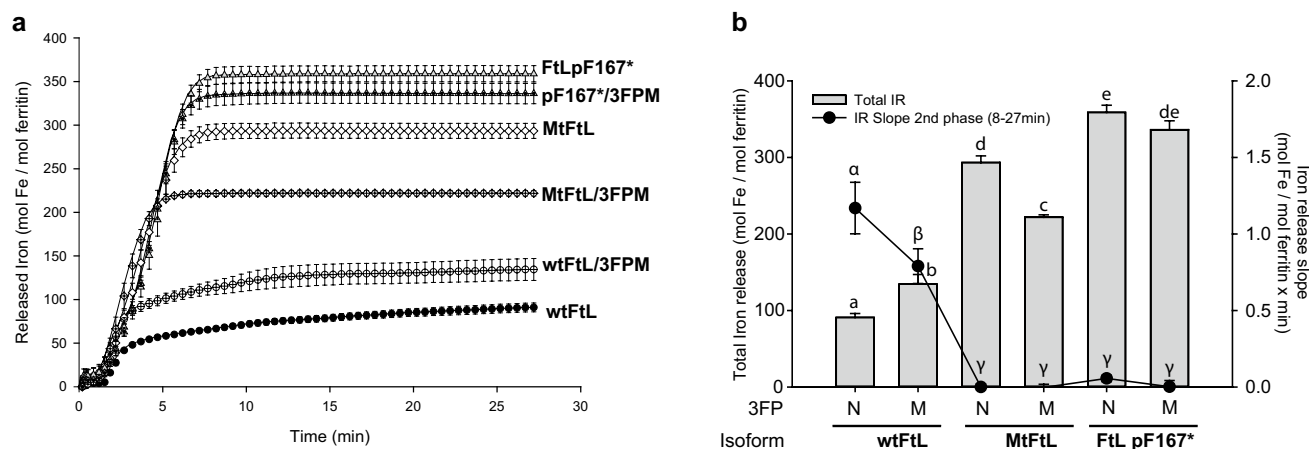 a
400
350
300
250
200
150
100
50
0
Released Iron (mol Fe / mol ferritin)
0 5 10 15 20 25 30
Time (min)
FtLpF167*
pF167*/3FPM
MtFtL
MtFtL/3FPM
wtFtL/3FPM
wtFtL
b
400
300
200
100
0
Total Iron release (mol Fe / mol ferritin)
Total IR
IR Slope 2nd phase (8-27min)
2.0
1.5
1.0
0.5
0.0
Iron release slope
(mol Fe / mol ferritin x min)
α β γ γ γ γ
a b d c e de
3FP N M N M N M
Isoform wtFtL MtFtL FtL pF167*